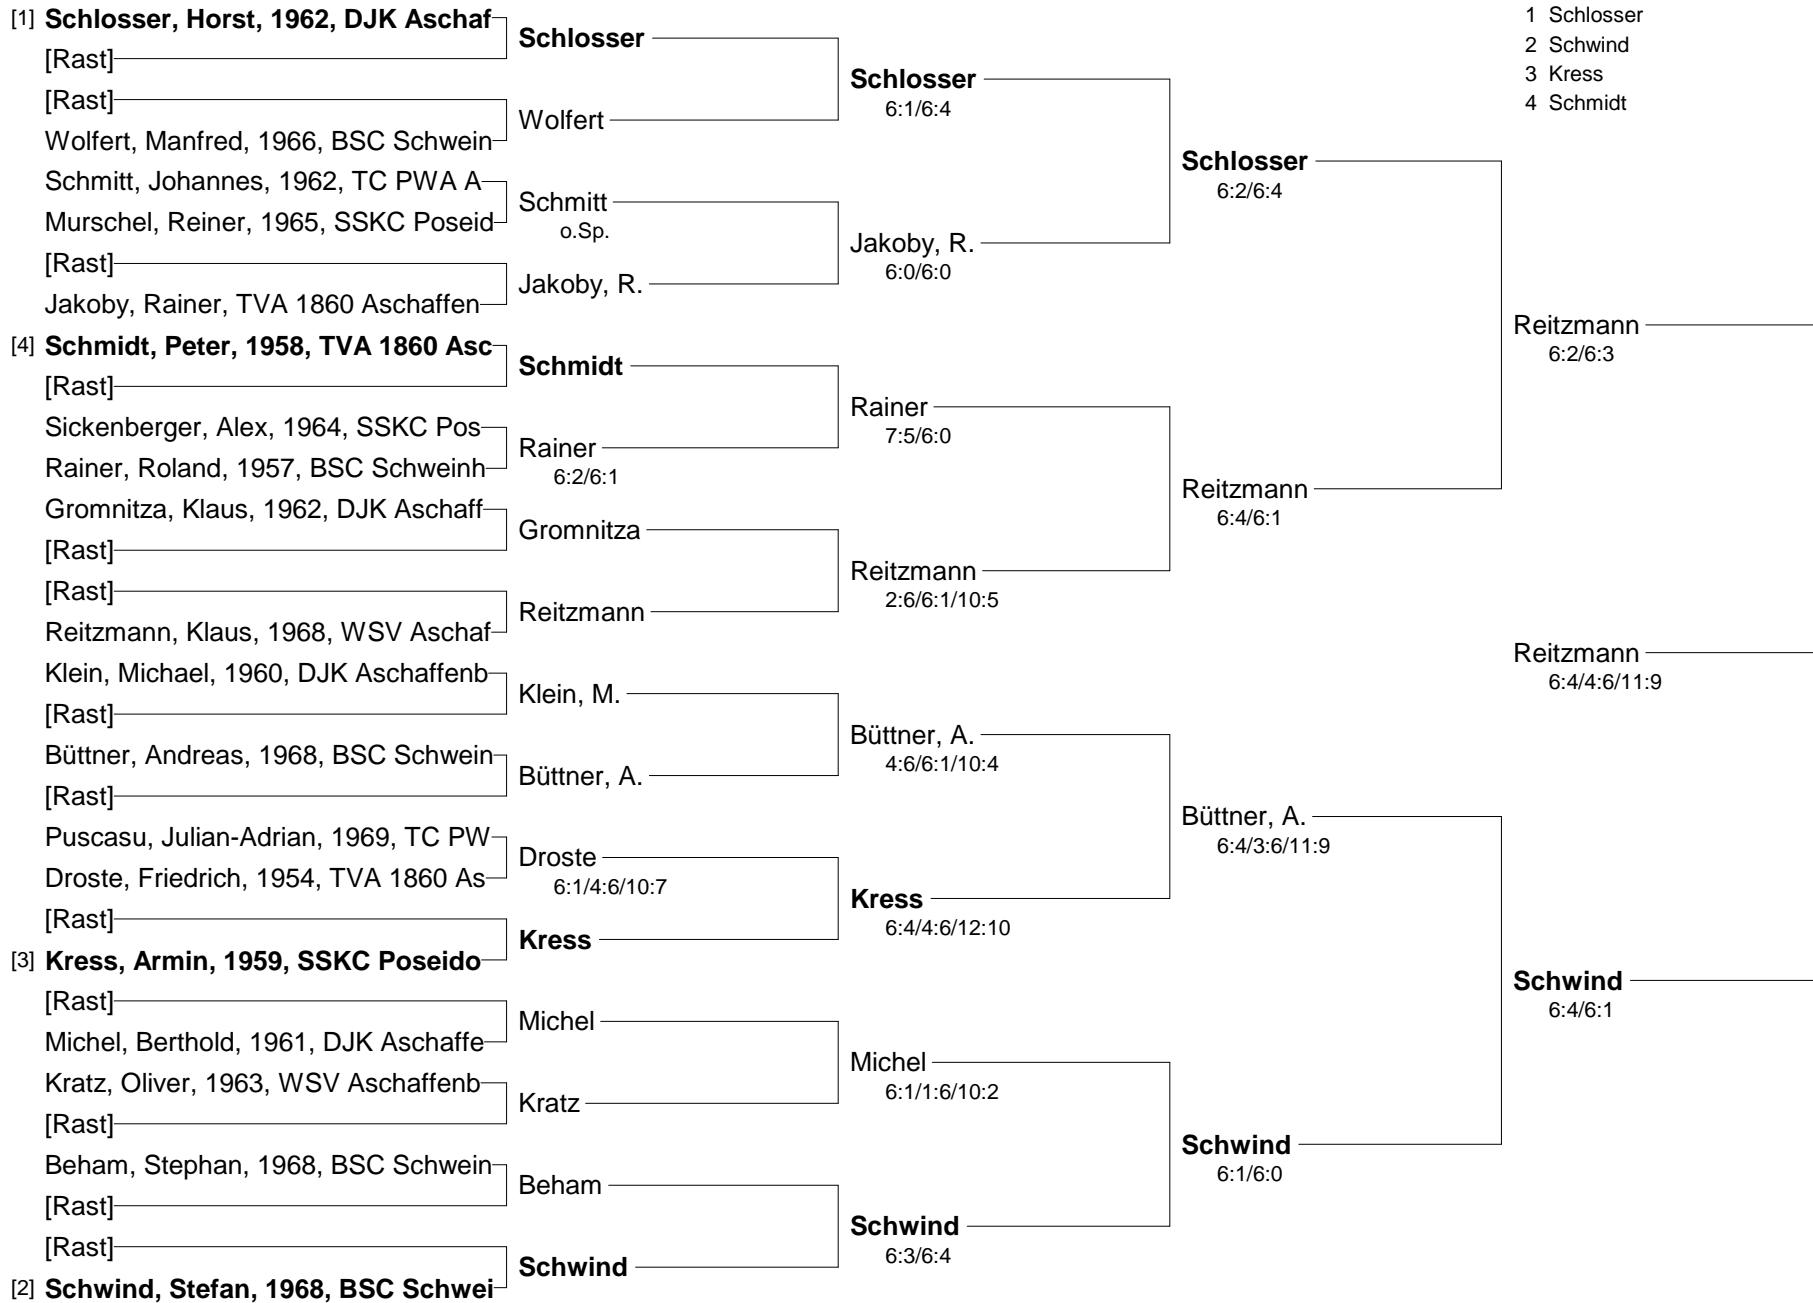 [1] Schlosser, Horst, 1962, DJK Aschaf
[Rast]
[Rast]
Wolfert, Manfred, 1966, BSC Schwein
Schmitt, Johannes, 1962, TC PWA A
Murschel, Reiner, 1965, SSKC Poseid
[Rast]
Jakoby, Rainer, TVA 1860 Aschaffen
[4] Schmidt, Peter, 1958, TVA 1860 Asc
[Rast]
Sickenberger, Alex, 1964, SSKC Pos
Rainer, Roland, 1957, BSC Schweinh
Gromnitza, Klaus, 1962, DJK Aschaff
[Rast]
[Rast]
Reitzmann, Klaus, 1968, WSV Aschaf
Klein, Michael, 1960, DJK Aschaffenb
[Rast]
Büttner, Andreas, 1968, BSC Schwein
[Rast]
Puscasu, Julian-Adrian, 1969, TC PW
Droste, Friedrich, 1954, TVA 1860 As
[Rast]
[3] Kress, Armin, 1959, SSKC Poseido
[Rast]
Michel, Berthold, 1961, DJK Aschaffe
Kratz, Oliver, 1963, WSV Aschaffenb
[Rast]
Beham, Stephan, 1968, BSC Schwein
[Rast]
[Rast]
[2] Schwind, Stefan, 1968, BSC Schwei
Schlosser
Wolfert
Schmitt
o.Sp.
Jakoby, R.
Schmidt
Rainer
6:2/6:1
Gromnitza
Reitzmann
Klein, M.
Büttner, A.
Droste
6:1/4:6/10:7
Kress
Michel
Kratz
Beham
Schwind
Schlosser
6:1/6:4
Jakoby, R.
6:0/6:0
Rainer
7:5/6:0
Reitzmann
2:6/6:1/10:5
Büttner, A.
4:6/6:1/10:4
Kress
6:4/4:6/12:10
Michel
6:1/1:6/10:2
Schwind
6:3/6:4
Schlosser
6:2/6:4
Reitzmann
6:4/6:1
Büttner, A.
6:4/3:6/11:9
Schwind
6:1/6:0
1 Schlosser
2 Schwind
3 Kress
4 Schmidt
Reitzmann
6:2/6:3
Reitzmann
6:4/4:6/11:9
Schwind
6:4/6:1